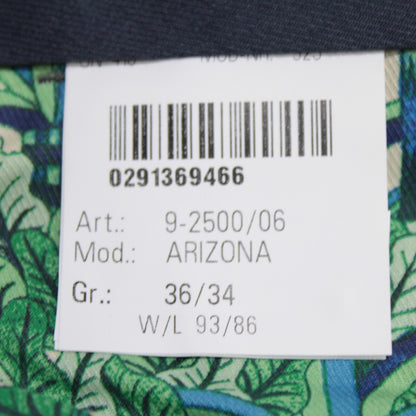 0291369466
Art.: 9-2500/06
Mod.: ARIZONA
Gr.: 36/34
W/L 93/86